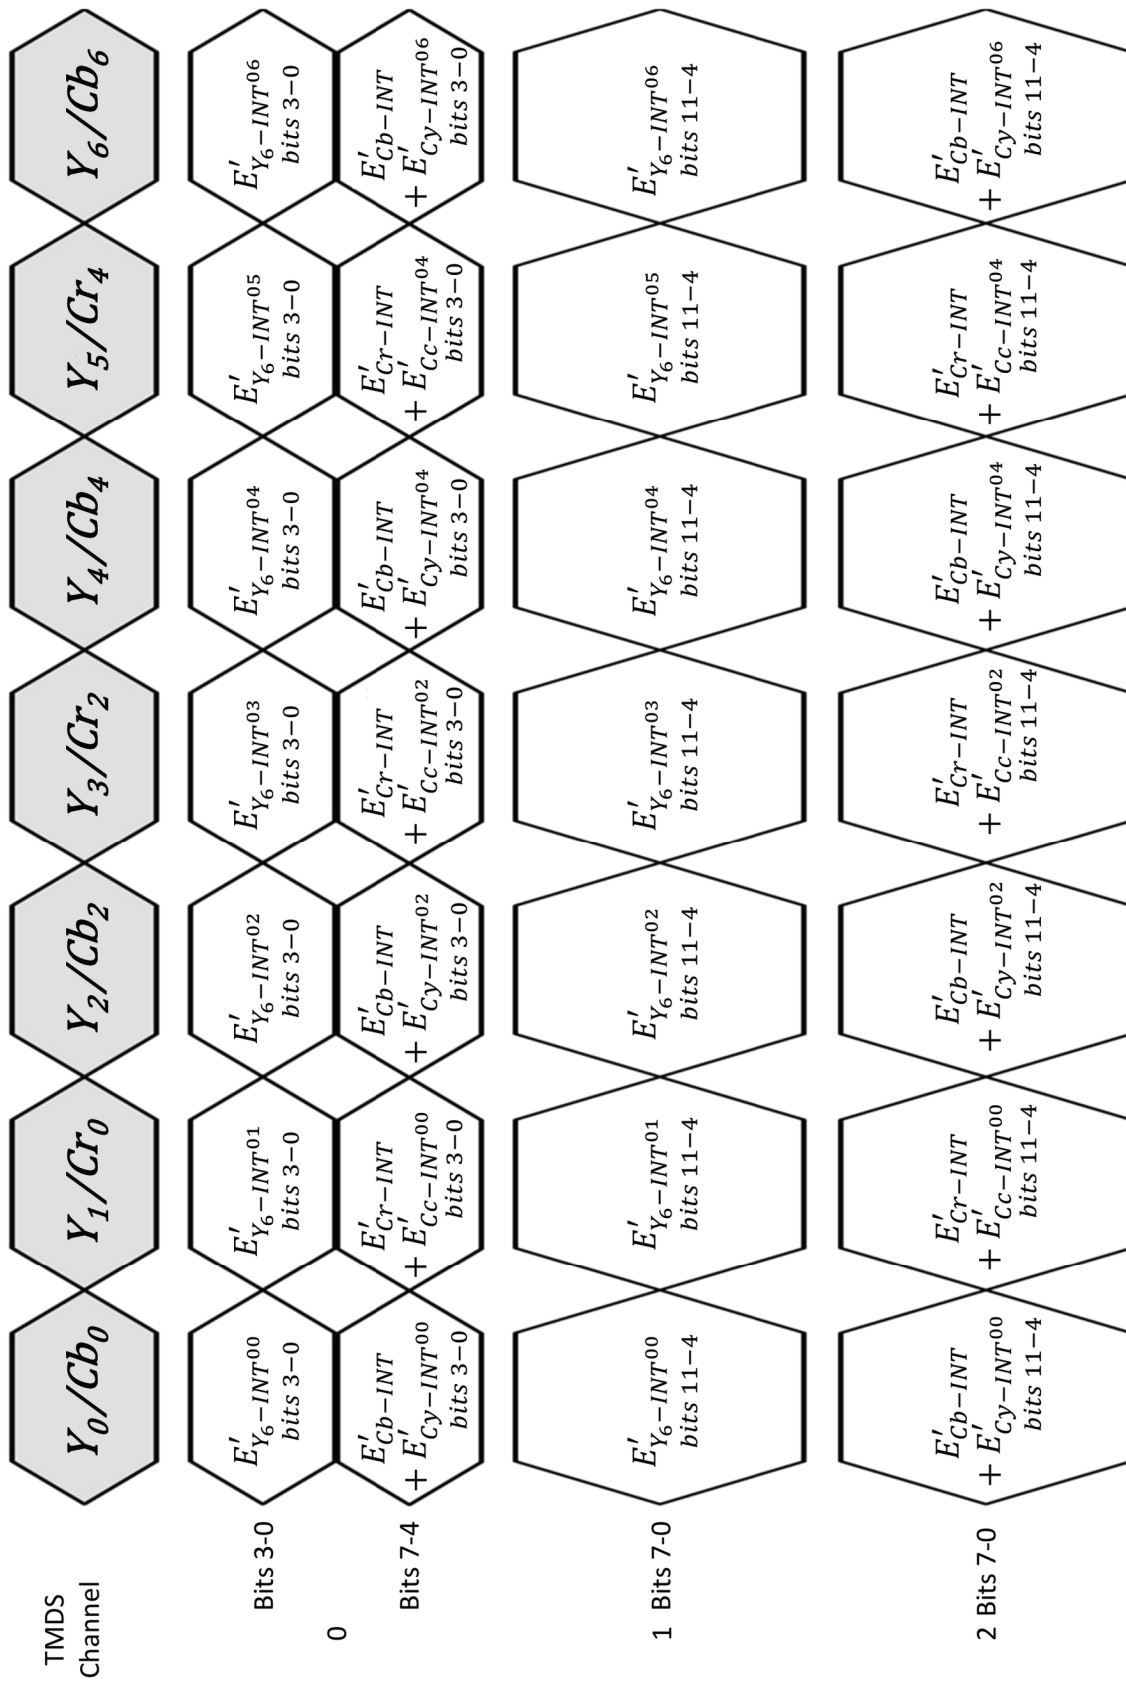 TMDS
Channel
Y₀/Cb₀
Y₁/Cr₀
Y₂/Cb₂
Y₃/Cr₂
Y₄/Cb₄
Y₅/Cr₄
Y₆/Cb₆
0
Bits 3-0
E′Y₆−INT⁰⁰
bits 3−0
E′Y₆−INT⁰¹
bits 3−0
E′Y₆−INT⁰²
bits 3−0
E′Y₆−INT⁰³
bits 3−0
E′Y₆−INT⁰⁴
bits 3−0
E′Y₆−INT⁰⁵
bits 3−0
E′Y₆−INT⁰⁶
bits 3−0
Bits 7-4
E′Cb−INT
+ E′Cy−INT⁰⁰
bits 3−0
E′Cr−INT
+ E′Cc−INT⁰⁰
bits 3−0
E′Cb−INT
+ E′Cy−INT⁰²
bits 3−0
E′Cr−INT
+ E′Cc−INT⁰²
bits 3−0
E′Cb−INT
+ E′Cy−INT⁰⁴
bits 3−0
E′Cr−INT
+ E′Cc−INT⁰⁴
bits 3−0
E′Cb−INT
+ E′Cy−INT⁰⁶
bits 3−0
1 Bits 7-0
E′Y₆−INT⁰⁰
bits 11−4
E′Y₆−INT⁰¹
bits 11−4
E′Y₆−INT⁰²
bits 11−4
E′Y₆−INT⁰³
bits 11−4
E′Y₆−INT⁰⁴
bits 11−4
E′Y₆−INT⁰⁵
bits 11−4
E′Y₆−INT⁰⁶
bits 11−4
2 Bits 7-0
E′Cb−INT
+ E′Cy−INT⁰⁰
bits 11−4
E′Cr−INT
+ E′Cc−INT⁰⁰
bits 11−4
E′Cb−INT
+ E′Cy−INT⁰²
bits 11−4
E′Cr−INT
+ E′Cc−INT⁰²
bits 11−4
E′Cb−INT
+ E′Cy−INT⁰⁴
bits 11−4
E′Cr−INT
+ E′Cc−INT⁰⁴
bits 11−4
E′Cb−INT
+ E′Cy−INT⁰⁶
bits 11−4